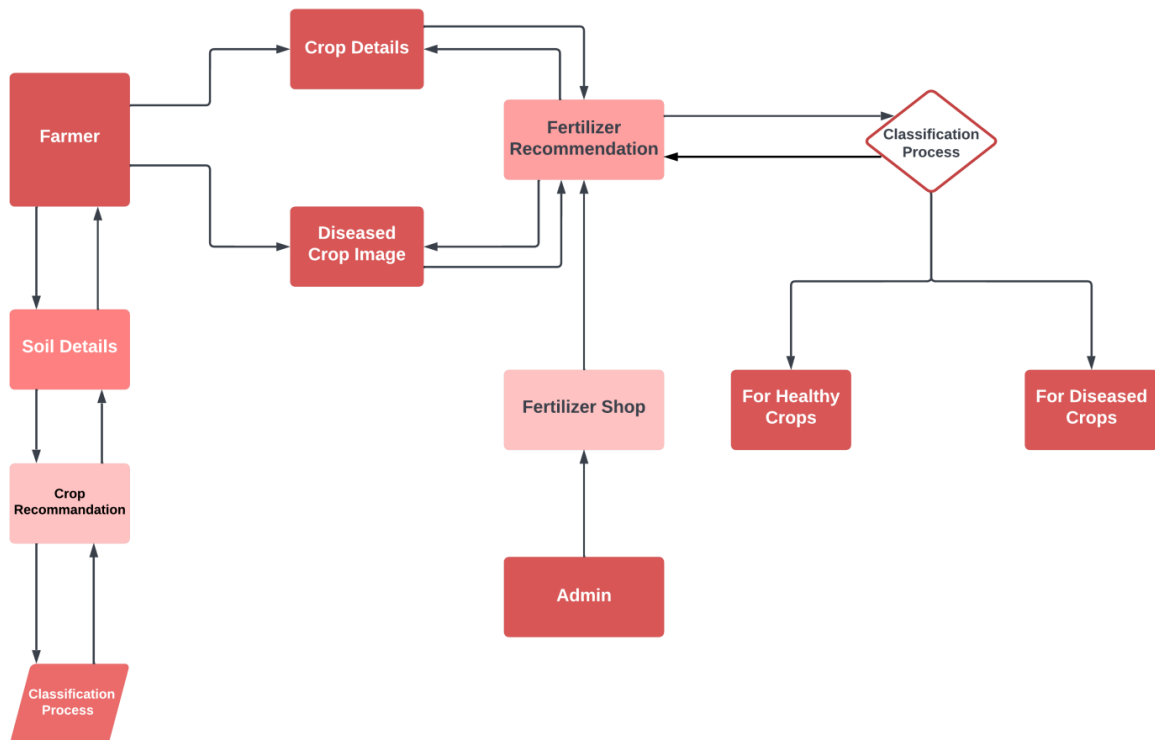 Crop Details
Farmer
Fertilizer
Recommendation
Classification
Process
Diseased
Crop Image
Soil Details
Fertilizer Shop
For Healthy
Crops
For Diseased
Crops
Crop
Recommandation
Admin
Classification
Process